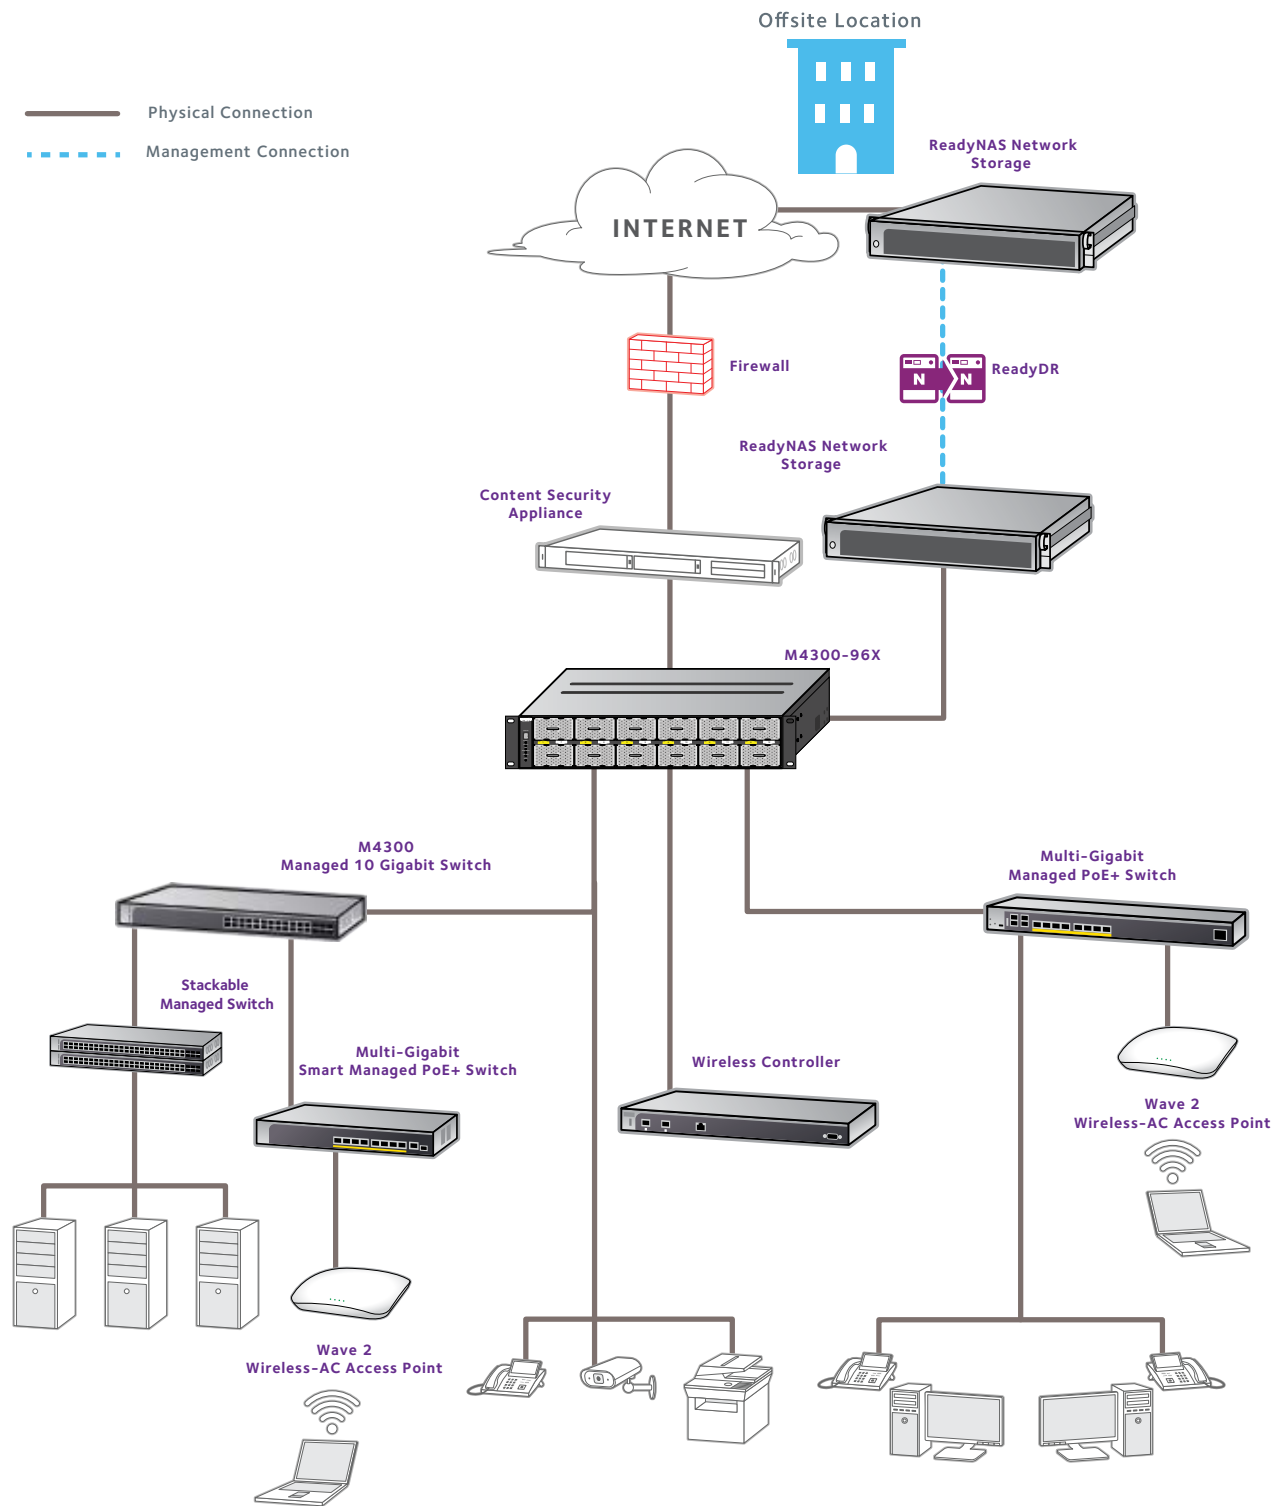 Offsite Location
Physical Connection
Management Connection
ReadyNAS Network
Storage
INTERNET
Firewall
N
N
ReadyDR
ReadyNAS Network
Storage
Content Security
Appliance
M4300-96X
M4300
Managed 10 Gigabit Switch
Multi-Gigabit
Managed PoE+ Switch
Stackable
Managed Switch
Multi-Gigabit
Smart Managed PoE+ Switch
Wireless Controller
Wave 2
Wireless-AC Access Point
Wave 2
Wireless-AC Access Point